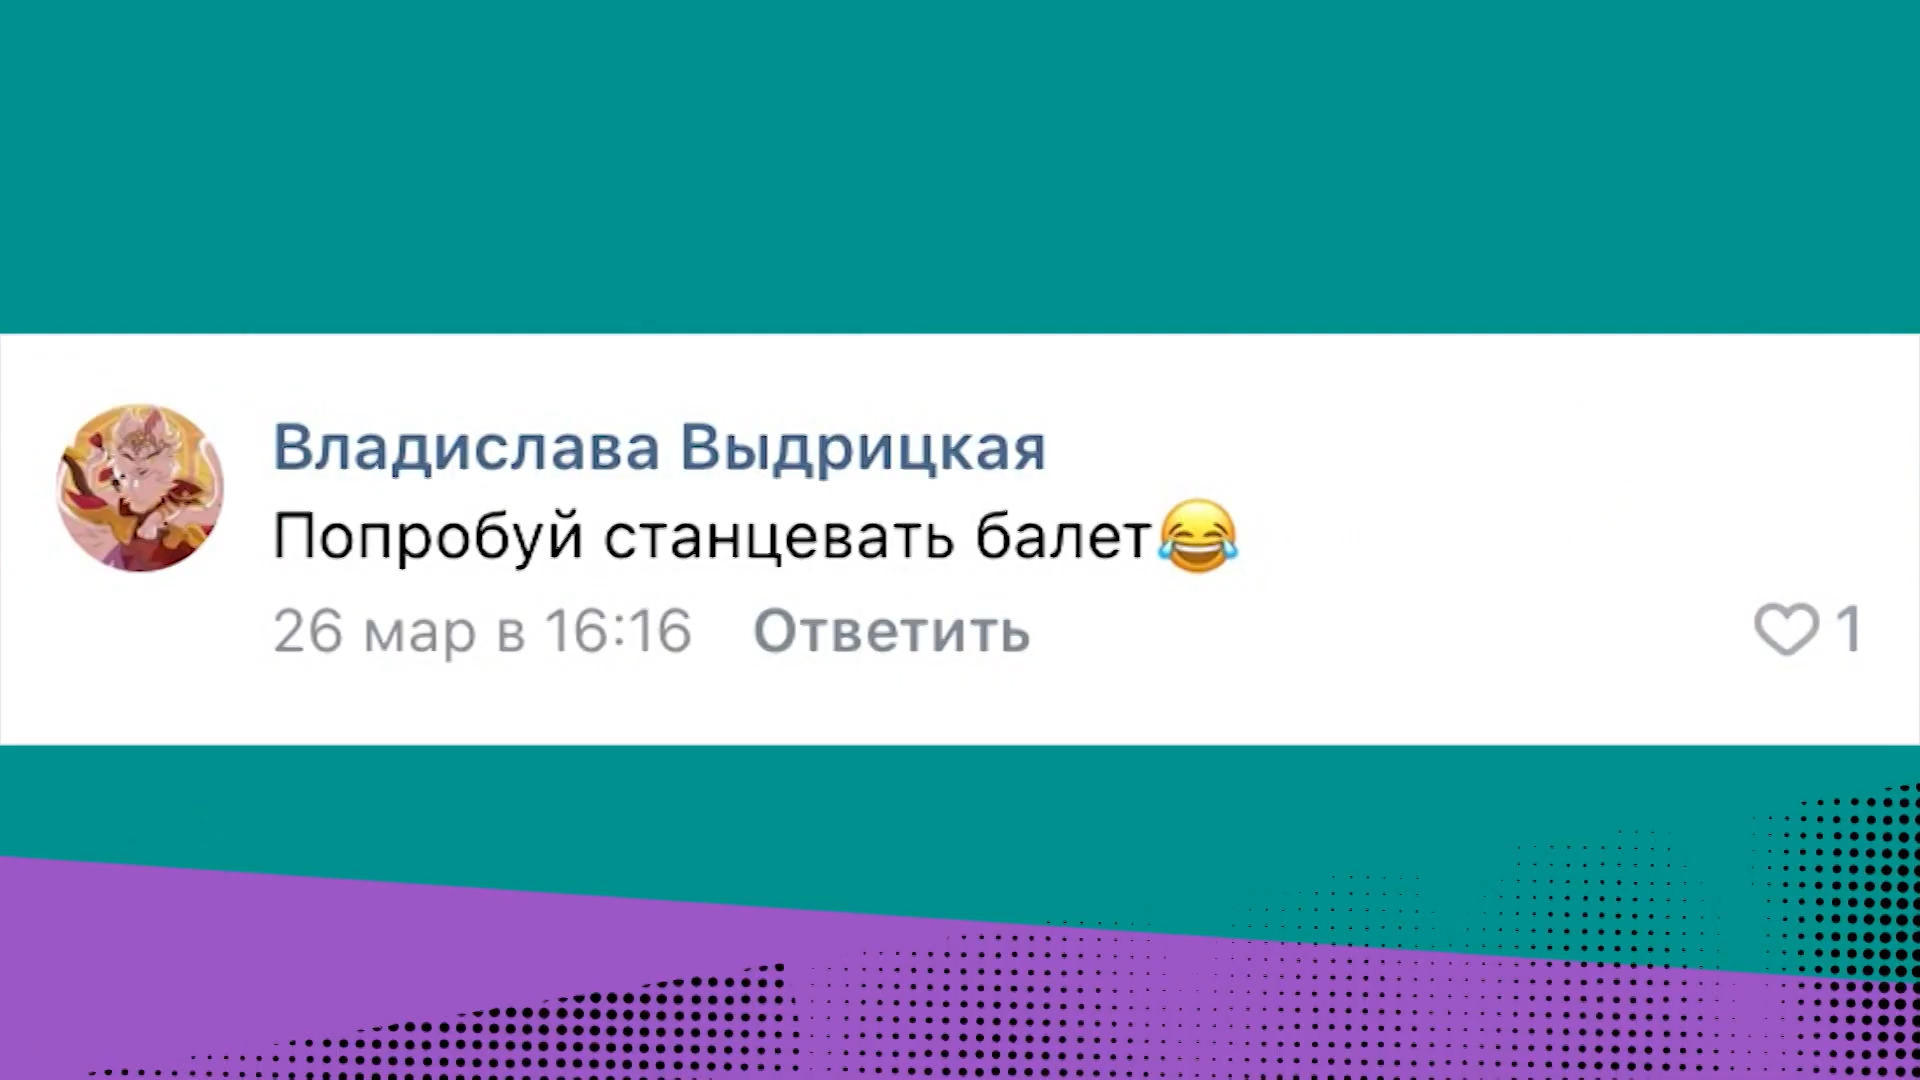 Владислава Выдрицкая
Попробуй станцевать балет😂
26 мар в 16:16 Ответить 1